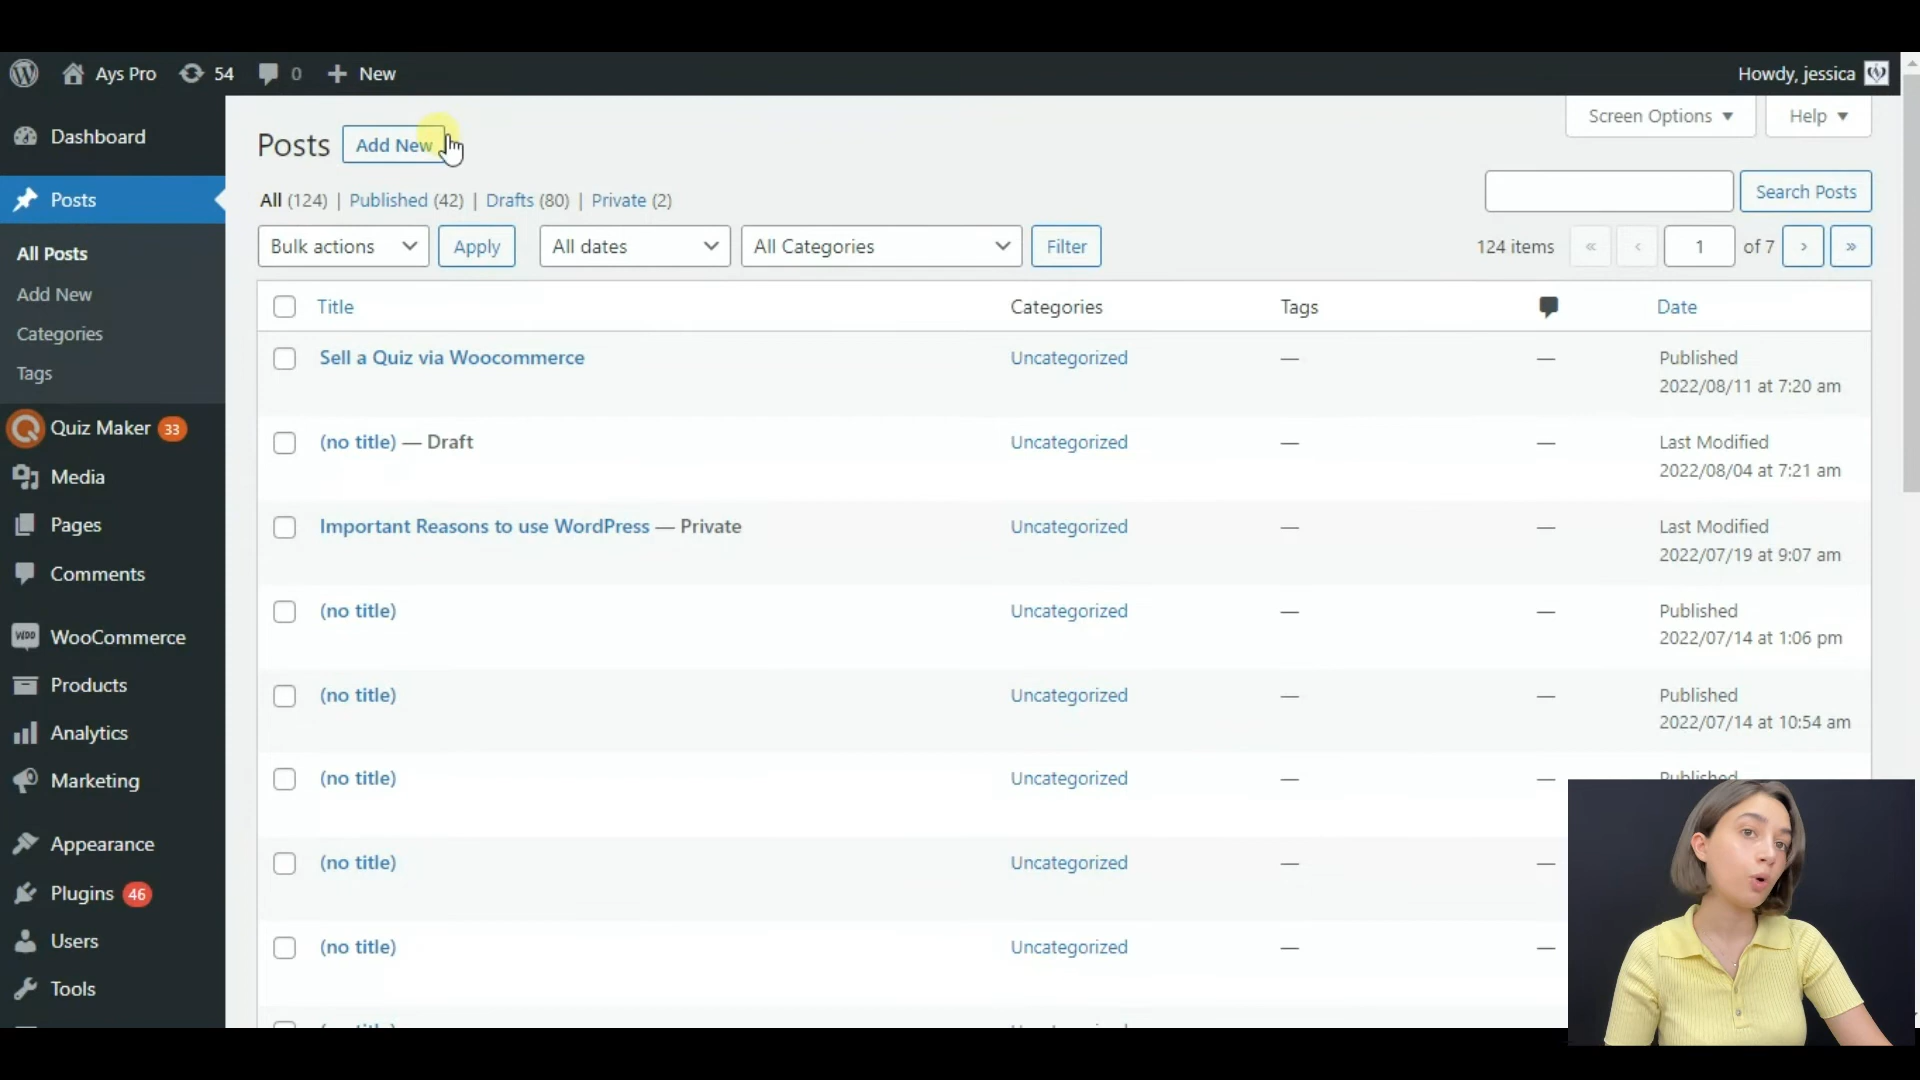 Ays Pro 54 0 New Howdy, jessica
Screen Options Help
Posts Add New
All (124) | Published (42) | Drafts (80) | Private (2)
Search Posts
Bulk actions Apply All dates All Categories Filter 124 items « ‹ 1 of 7 › »
Title Categories Tags Date
Sell a Quiz via Woocommerce Uncategorized — — Published
2022/08/11 at 7:20 am
(no title) — Draft Uncategorized — — Last Modified
2022/08/04 at 7:21 am
Important Reasons to use WordPress — Private Uncategorized — — Last Modified
2022/07/19 at 9:07 am
(no title) Uncategorized — — Published
2022/07/14 at 1:06 pm
(no title) Uncategorized — — Published
2022/07/14 at 10:54 am
(no title) Uncategorized — — Published
(no title) Uncategorized — —
(no title) Uncategorized — —
Dashboard
Posts
All Posts
Add New
Categories
Tags
Quiz Maker 33
Media
Pages
Comments
Woo WooCommerce
Products
Analytics
Marketing
Appearance
Plugins 46
Users
Tools